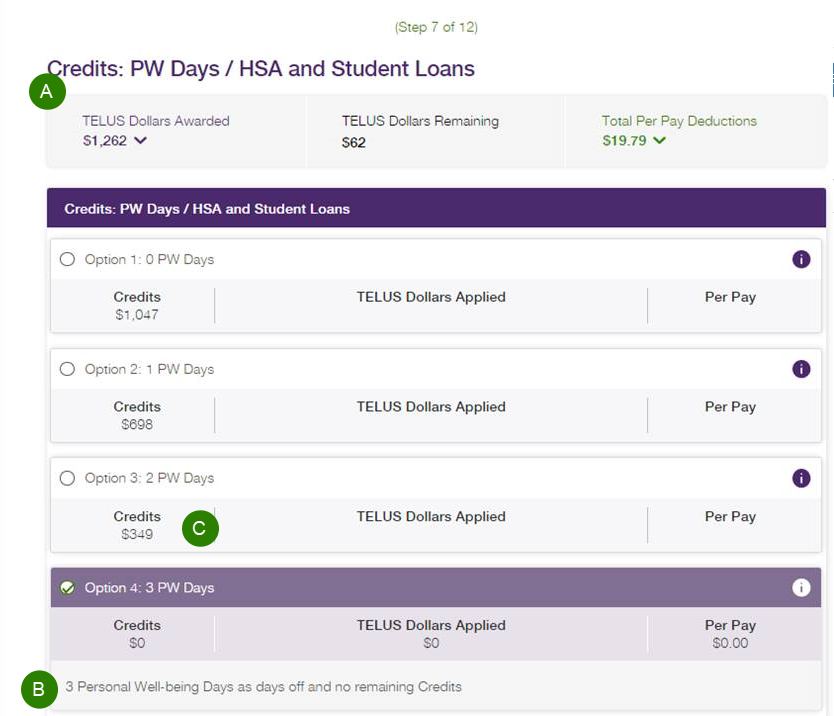 (Step 7 of 12)
Credits: PW Days / HSA and Student Loans
A
TELUS Dollars Awarded
$1,262
TELUS Dollars Remaining
$62
Total Per Pay Deductions
$19.79
Credits: PW Days / HSA and Student Loans
Option 1: 0 PW Days
i
Credits
$1,047
TELUS Dollars Applied
Per Pay
Option 2: 1 PW Days
i
Credits
$698
TELUS Dollars Applied
Per Pay
Option 3: 2 PW Days
i
Credits
$349
C
TELUS Dollars Applied
Per Pay
Option 4: 3 PW Days
i
Credits
$0
TELUS Dollars Applied
$0
Per Pay
$0.00
B
3 Personal Well-being Days as days off and no remaining Credits